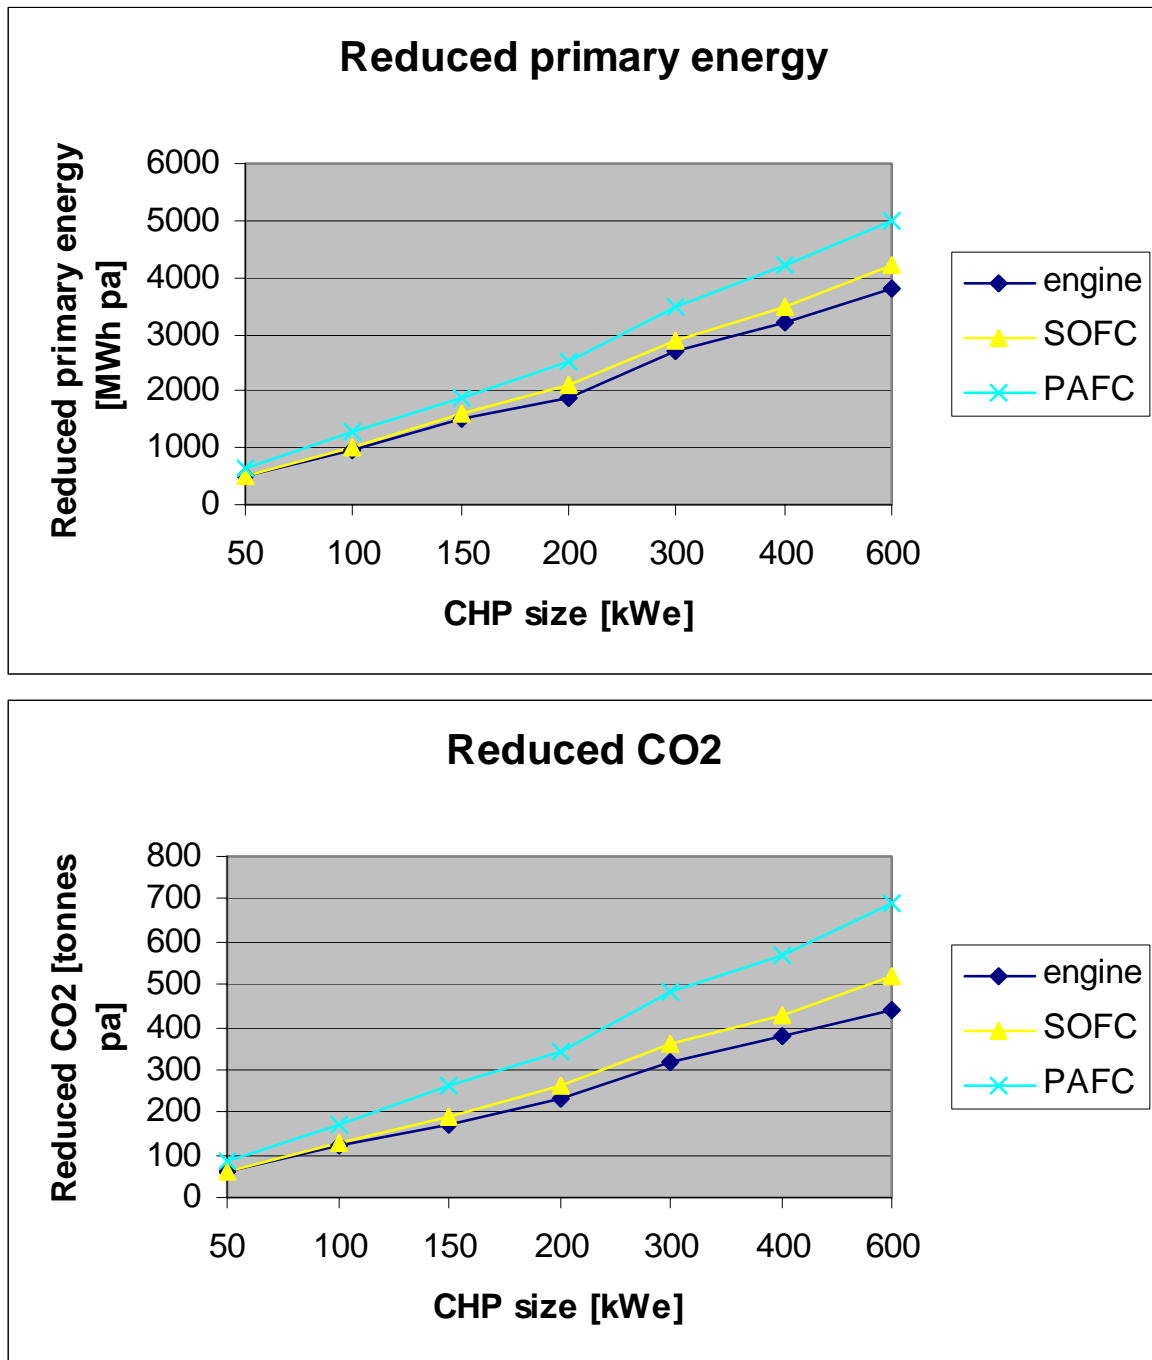 Reduced primary energy
Reduced primary energy
[MWh pa]
6000
5000
4000
3000
2000
1000
0
50 100 150 200 300 400 600
CHP size [kWe]
engine
SOFC
PAFC
Reduced CO2
Reduced CO2 [tonnes
pa]
800
700
600
500
400
300
200
100
0
50 100 150 200 300 400 600
CHP size [kWe]
engine
SOFC
PAFC